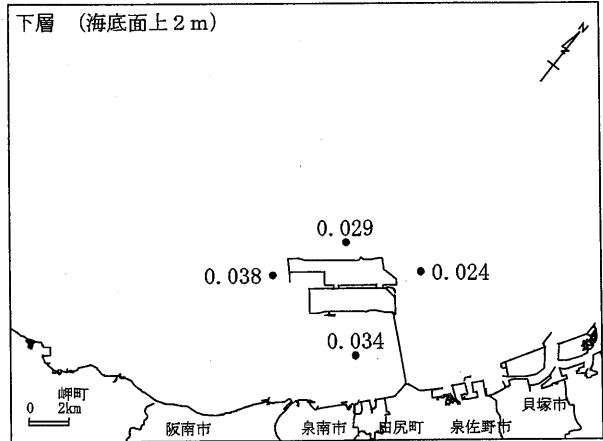 下層 (海底面上2m)
N
0.029
0.038
0.024
0.034
岬町
0 2km
阪南市
泉南市
田尻町
泉佐野市
貝塚市